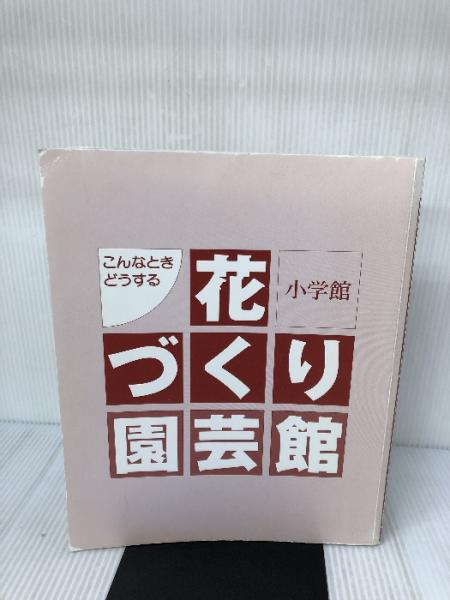 こんなとき
どうする
花
小学館
づくり
園芸館